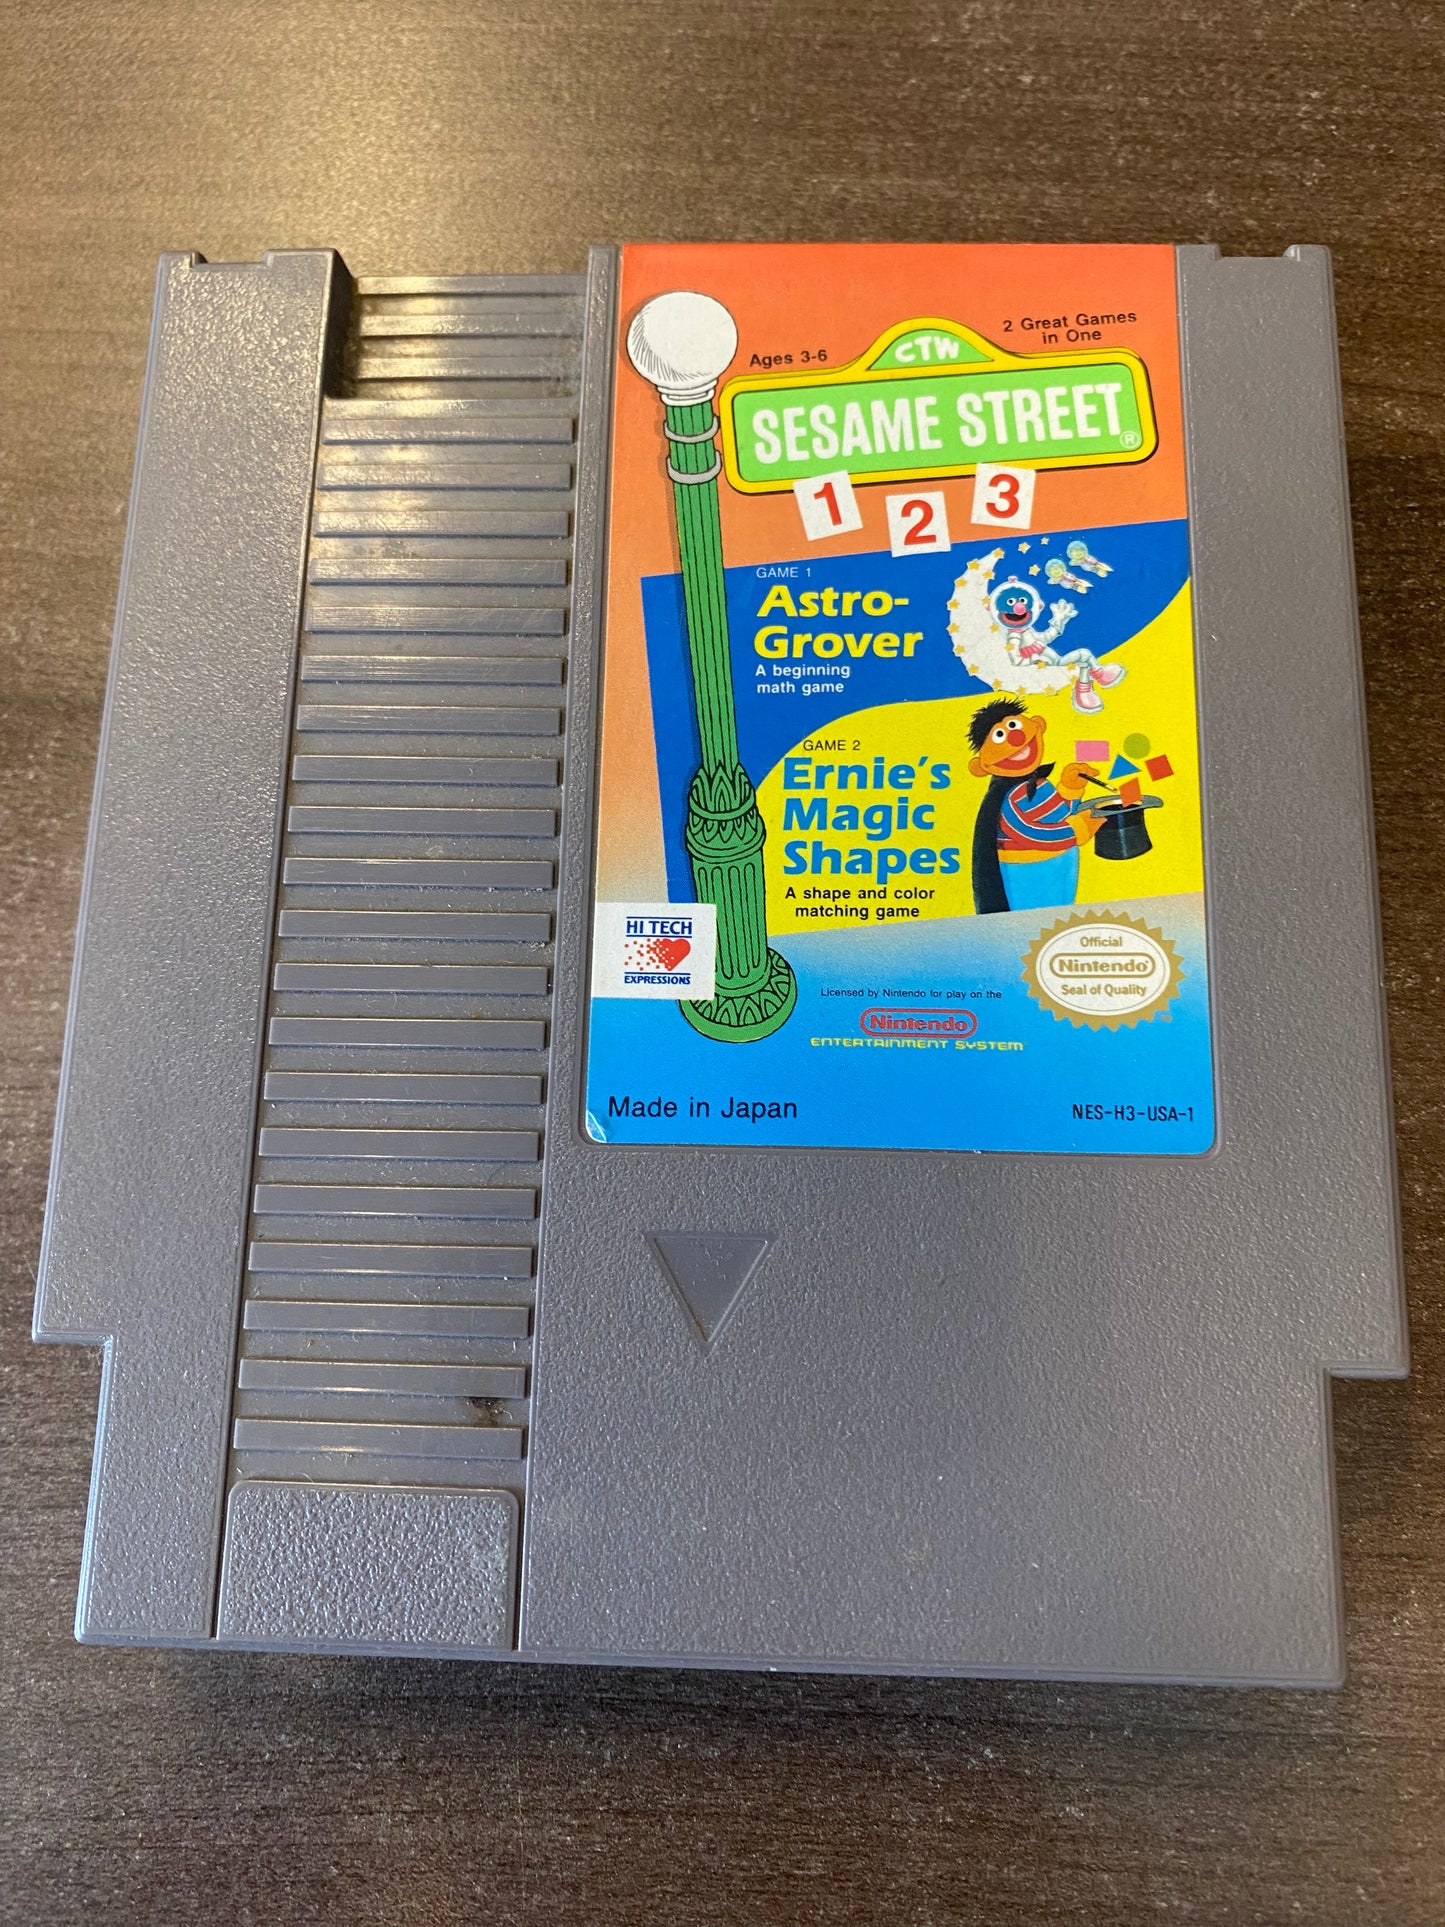 CTW
2 Great Games
in One
Ages 3-6
SESAME STREET®
1 2 3
GAME 1
Astro-
Grover
A beginning
math game
GAME 2
Ernie's
Magic
Shapes
A shape and color
matching game
HI TECH
EXPRESSIONS
Official
Nintendo
Seal of Quality
Licensed by Nintendo for play on the
Nintendo
ENTERTAINMENT SYSTEM
Made in Japan
NES-H3-USA-1